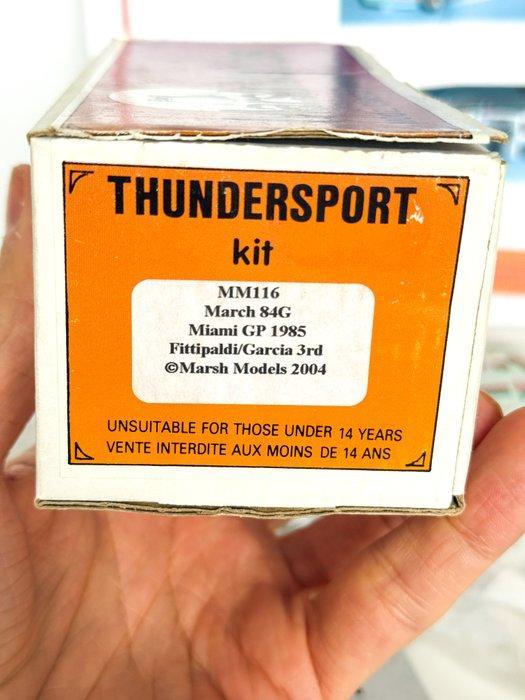 THUNDERSPORT
kit
MM116
March 84G
Miami GP 1985
Fittipaldi/Garcia 3rd
©Marsh Models 2004
UNSUITABLE FOR THOSE UNDER 14 YEARS
VENTE INTERDITE AUX MOINS DE 14 ANS